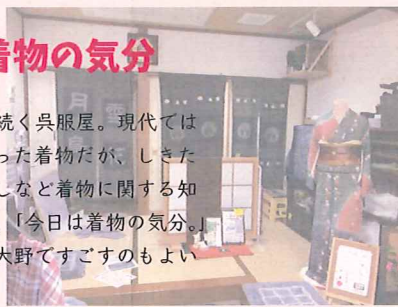 着物の気分
続く呉服屋。現代では
った着物だが、しきた
しなど着物に関する知
「今日は着物の気分。」
大野ですごすのもよい
月
雪